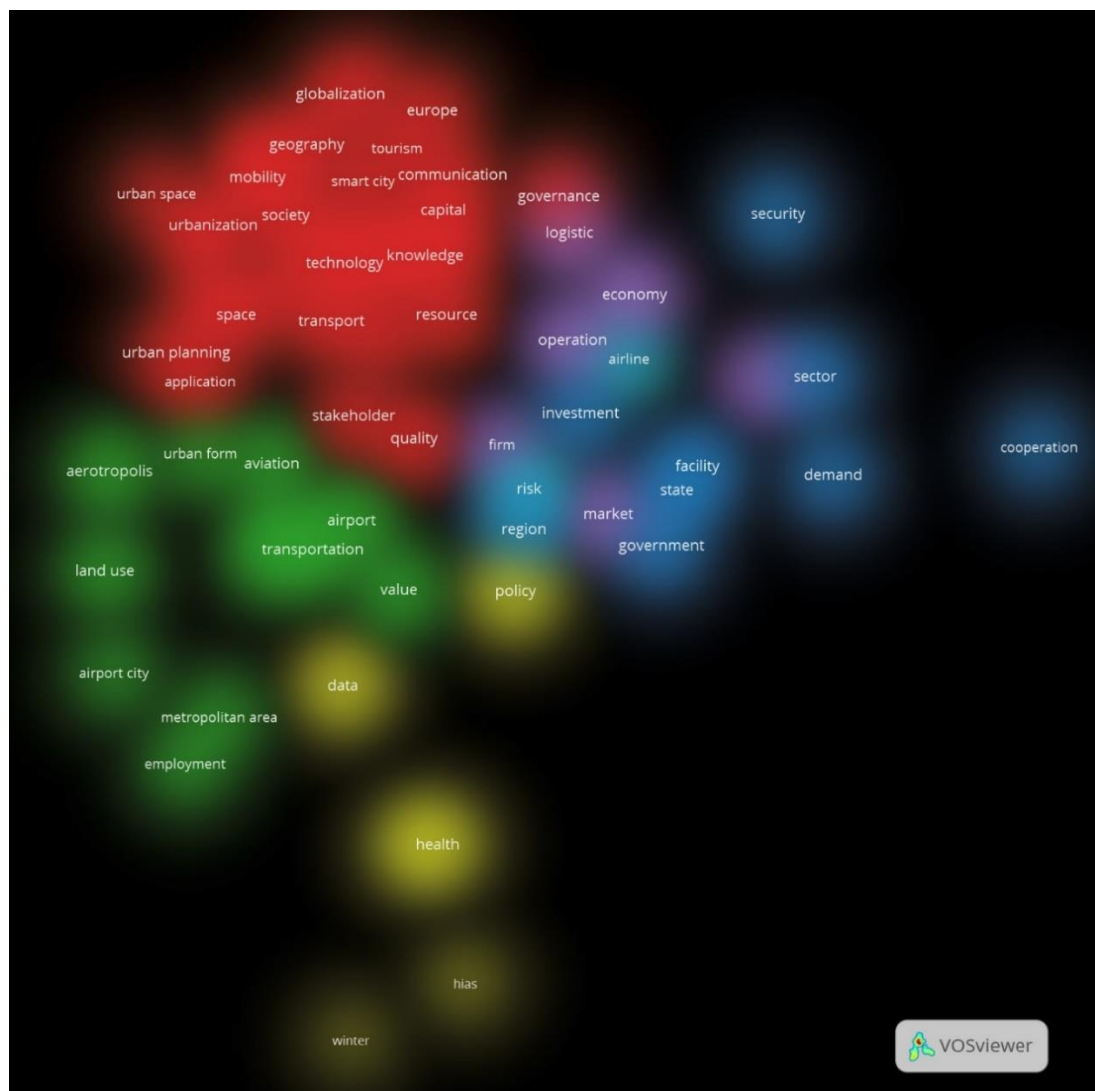 globalization
europe
geography
tourism
mobility
smart city
communication
urban space
governance
capital
security
society
urbanization
logistic
technology
knowledge
economy
space
transport
resource
operation
urban planning
airline
application
sector
stakeholder
investment
quality
firm
cooperation
urban form
aviation
aerotropolis
facility
demand
risk
state
market
airport
region
transportation
government
land use
value
policy
airport city
data
metropolitan area
employment
health
hias
winter
VOSviewer